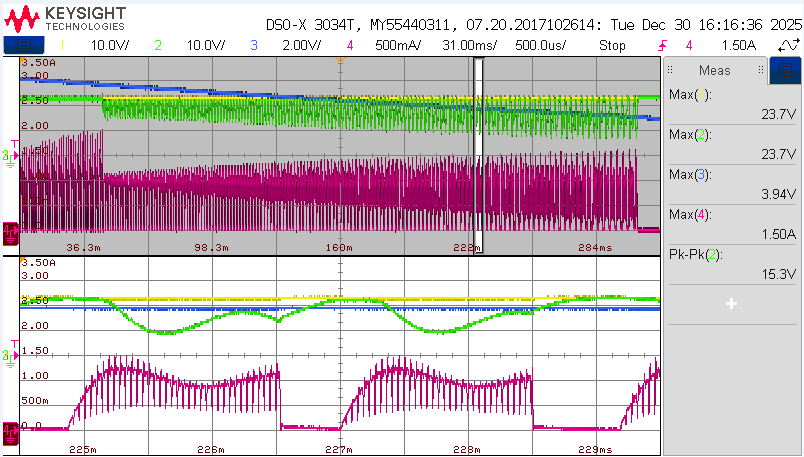 KEYSIGHT
TECHNOLOGIES
DSO-X 3034T, MY55440311, 07.20.2017102614: Tue Dec 30 16:16:36 2025
1 10.0V/ 2 10.0V/ 3 2.00V/ 4 500mA/ 31.00ms/ 500.0us/ Stop 4 1.50A
3.50A
3.00
2.50
2.00
36.3m 98.3m 160m 222m 284ms
3.50A
3.00
2.50
2.00
1.50
1.00
500m
0.0
225m 226m 227m 228m 229ms
Meas
Max(1):
23.7V
Max(2):
23.7V
Max(3):
3.94V
Max(4):
1.50A
Pk-Pk(2):
15.3V